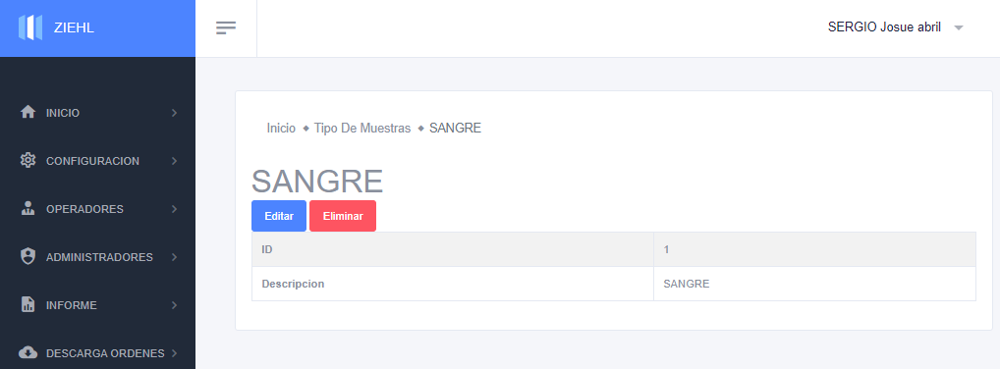 ZIEHL
SERGIO Josue abril
INICIO
CONFIGURACION
OPERADORES
ADMINISTRADORES
INFORME
DESCARGA ORDENES
Inicio ◆ Tipo De Muestras ◆ SANGRE
SANGRE
Editar Eliminar
ID 1
Descripcion SANGRE